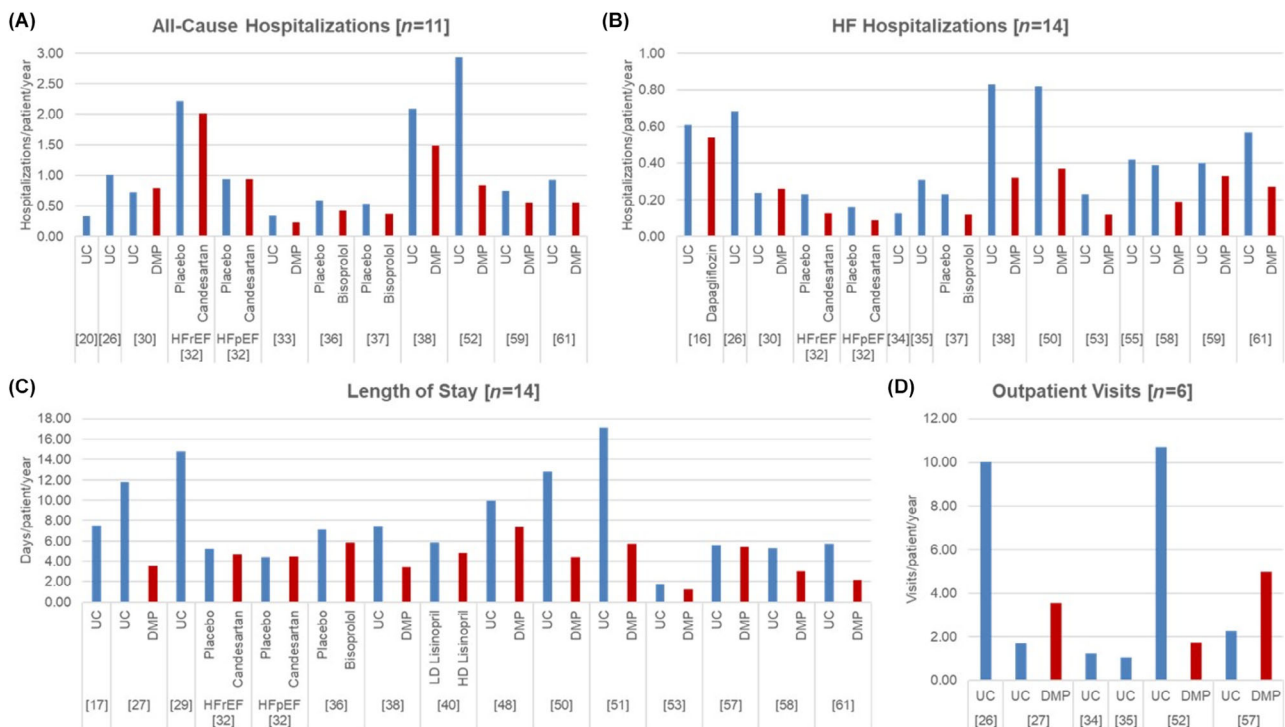 (A)
All-Cause Hospitalizations [n=11]
Hospitalizations/patient/year
3.00
2.50
2.00
1.50
1.00
0.50
0.00
UC UC UC DMP Placebo Candesartan Placebo Candesartan UC DMP Placebo Bisoprolol Placebo Bisoprolol UC DMP UC DMP UC DMP UC DMP
[20] [26] [30] HFrEF [32] HFpEF [32] [33] [36] [37] [38] [52] [59] [61]
(B)
HF Hospitalizations [n=14]
Hospitalizations/patient/year
1.00
0.80
0.60
0.40
0.20
0.00
UC Dapagliflozin UC UC DMP Placebo Candesartan Placebo Candesartan UC UC Placebo Bisoprolol UC DMP UC DMP UC DMP UC UC DMP UC DMP UC DMP
[16] [26] [30] HFrEF [32] HFpEF [32] [34] [35] [37] [38] [50] [53] [55] [58] [59] [61]
(C)
Length of Stay [n=14]
Days/patient/year
18.00
16.00
14.00
12.00
10.00
8.00
6.00
4.00
2.00
0.00
UC UC DMP UC Placebo Candesartan Placebo Candesartan Placebo Bisoprolol UC DMP LD Lisinopril HD Lisinopril UC DMP UC DMP UC DMP UC DMP UC DMP UC DMP UC DMP
[17] [27] [29] HFrEF [32] HFpEF [32] [36] [38] [40] [48] [50] [51] [53] [57] [58] [61]
(D)
Outpatient Visits [n=6]
Visits/patient/year
12.00
10.00
8.00
6.00
4.00
2.00
0.00
UC UC DMP UC UC UC DMP UC DMP
[26] [27] [34] [35] [52] [57]